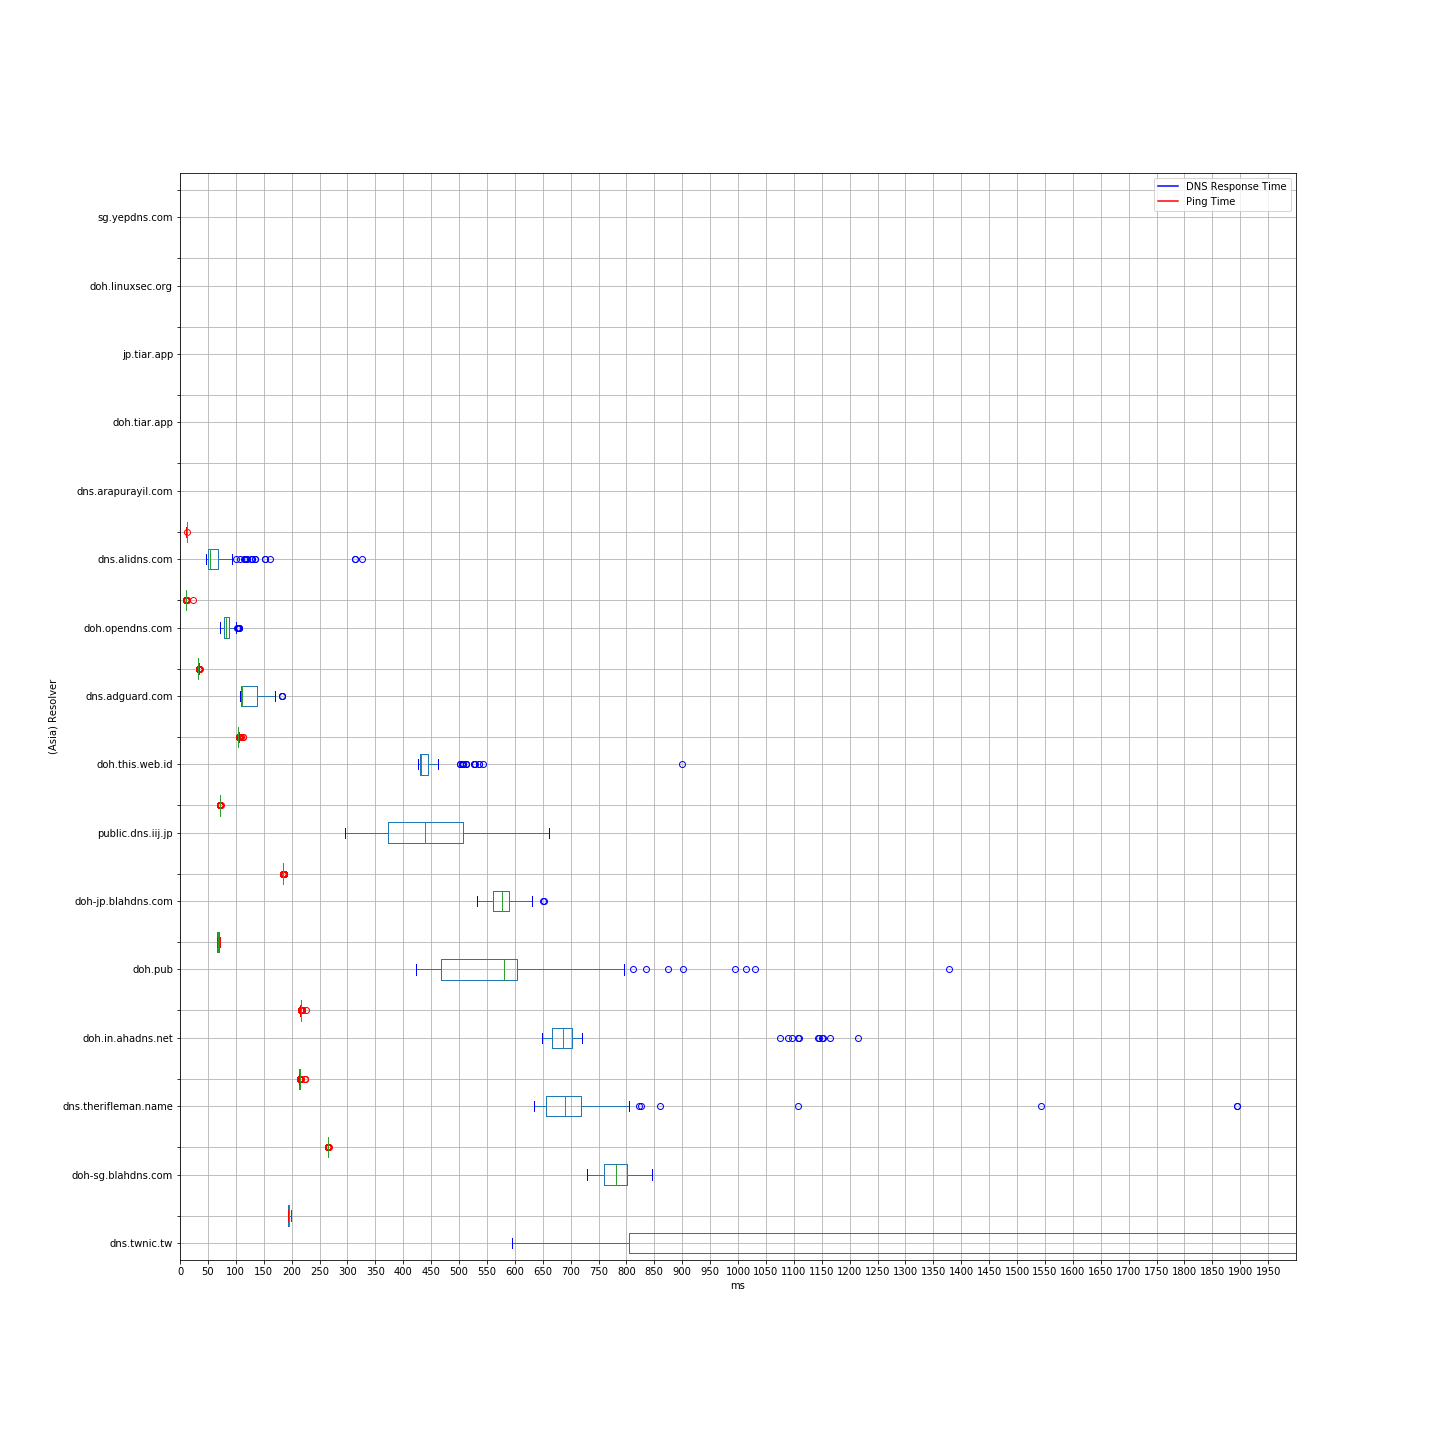 DNS Response Time
Ping Time
sg.yepdns.com
doh.linuxsec.org
jp.tiar.app
doh.tiar.app
dns.arapurayil.com
dns.alidns.com
doh.opendns.com
dns.adguard.com
doh.this.web.id
public.dns.iij.jp
doh-jp.blahdns.com
doh.pub
doh.in.ahadns.net
dns.therifleman.name
doh-sg.blahdns.com
dns.twnic.tw
(Asia) Resolver
0 50 100 150 200 250 300 350 400 450 500 550 600 650 700 750 800 850 900 950 1000 1050 1100 1150 1200 1250 1300 1350 1400 1450 1500 1550 1600 1650 1700 1750 1800 1850 1900 1950
ms